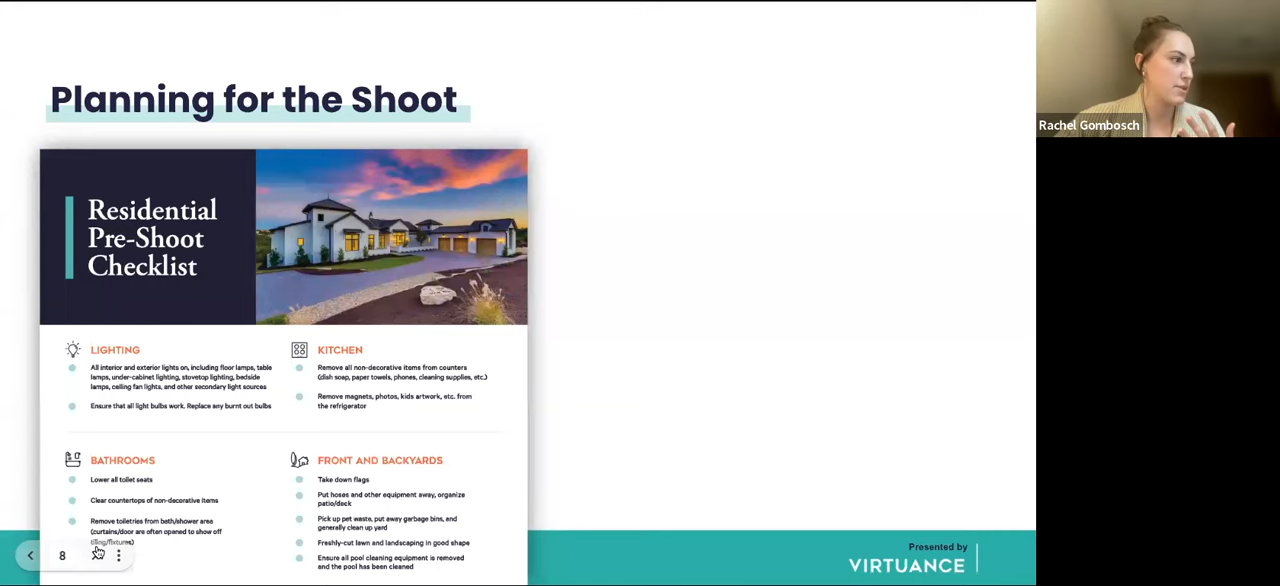 Planning for the Shoot
Rachel Gombosch
Residential
Pre-Shoot
Checklist
LIGHTING
All interior and exterior lights on, including floor lamps, table
lamps, under-cabinet lighting, stovetop lighting, bedside
lamps, ceiling fan lights, and other secondary light sources
Ensure that all light bulbs work. Replace any burnt out bulbs
KITCHEN
Remove all non-decorative items from counters
(dish soap, paper towels, phones, cleaning supplies, etc.)
Remove magnets, photos, kids artwork, etc. from
the refrigerator
BATHROOMS
Lower all toilet seats
Clear countertops of non-decorative items
Remove toiletries from bath/shower area
(curtains/door are often opened to show off
tiling/fixtures)
FRONT AND BACKYARDS
Take down flags
Put hoses and other equipment away, organize
patio/deck
Pick up pet waste, put away garbage bins, and
generally clean up yard
Freshly-cut lawn and landscaping in good shape
Ensure all pool cleaning equipment is removed
and the pool has been cleaned
8
Presented by
VIRTUANCE